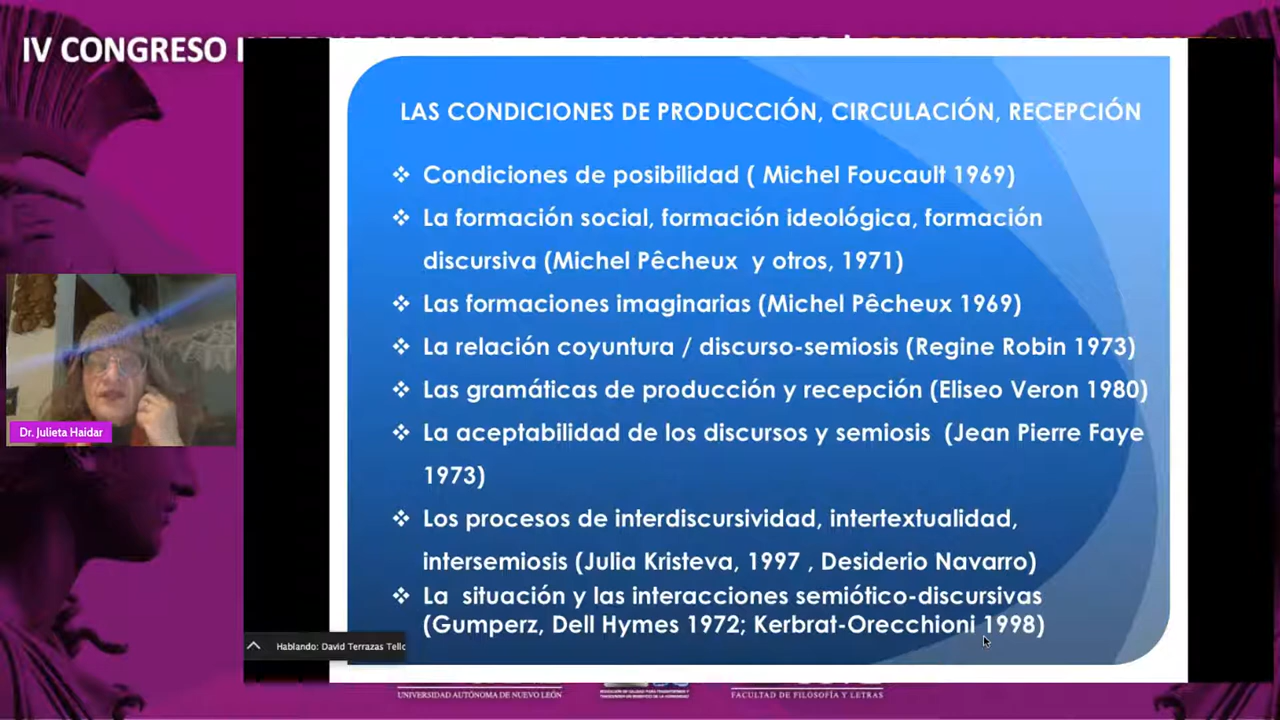 IV CONGRESO
LAS CONDICIONES DE PRODUCCIÓN, CIRCULACIÓN, RECEPCIÓN
❖ Condiciones de posibilidad ( Michel Foucault 1969)
❖ La formación social, formación ideológica, formación
discursiva (Michel Pêcheux y otros, 1971)
❖ Las formaciones imaginarias (Michel Pêcheux 1969)
❖ La relación coyuntura / discurso-semiosis (Regine Robin 1973)
❖ Las gramáticas de producción y recepción (Eliseo Veron 1980)
❖ La aceptabilidad de los discursos y semiosis (Jean Pierre Faye
1973)
❖ Los procesos de interdiscursividad, intertextualidad,
intersemiosis (Julia Kristeva, 1997 , Desiderio Navarro)
❖ La situación y las interacciones semiótico-discursivas
(Gumperz, Dell Hymes 1972; Kerbrat-Orecchioni 1998)
Dr. Julieta Haidar
Hablando: David Terrazas Tello
UNIVERSIDAD AUTÓNOMA DE NUEVO LEÓN
FACULTAD DE FILOSOFÍA Y LETRAS